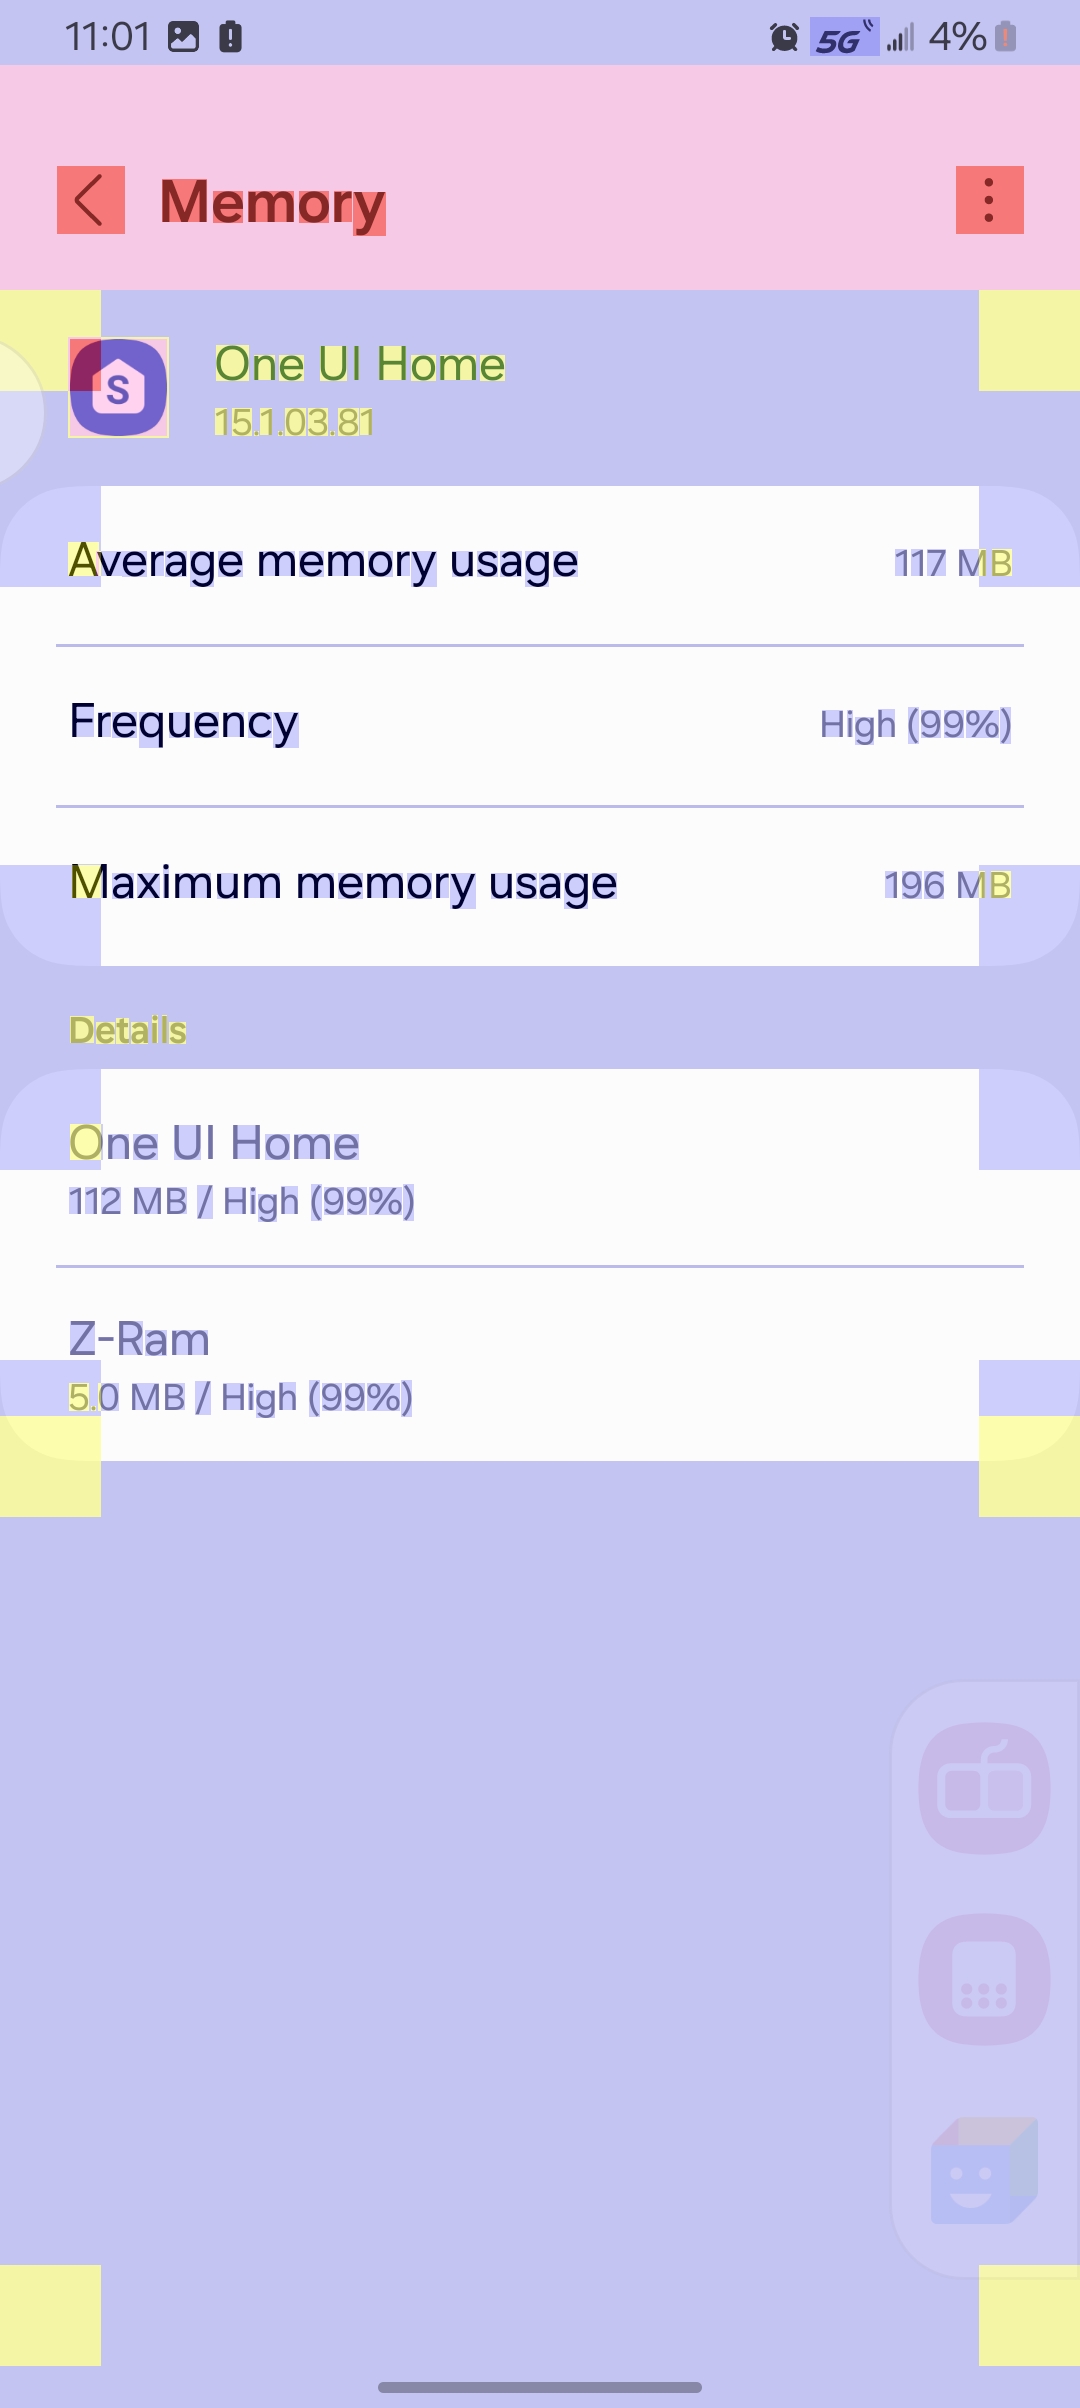 11:01 5G 4%
Memory
One UI Home
15.1.03.81
Average memory usage 117 MB
Frequency High (99%)
Maximum memory usage 196 MB
Details
One UI Home
112 MB / High (99%)
Z-Ram
5.0 MB / High (99%)